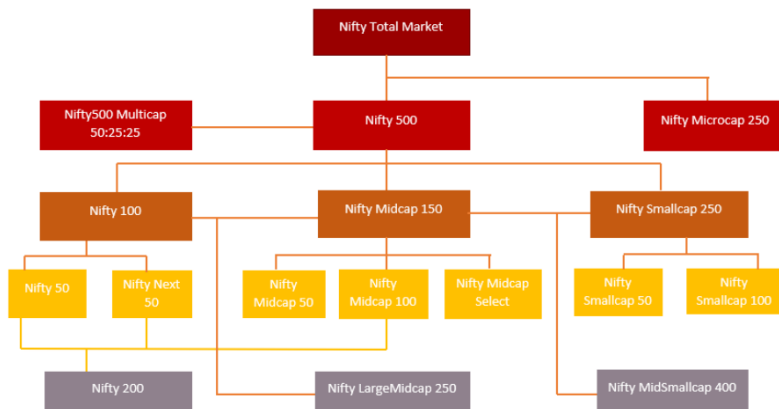 Nifty Total Market
Nifty500 Multicap
50:25:25
Nifty 500
Nifty Microcap 250
Nifty 100
Nifty Midcap 150
Nifty Smallcap 250
Nifty 50
Nifty Next
50
Nifty
Midcap 50
Nifty
Midcap 100
Nifty Midcap
Select
Nifty
Smallcap 50
Nifty
Smallcap 100
Nifty 200
Nifty LargeMidcap 250
Nifty MidSmallcap 400